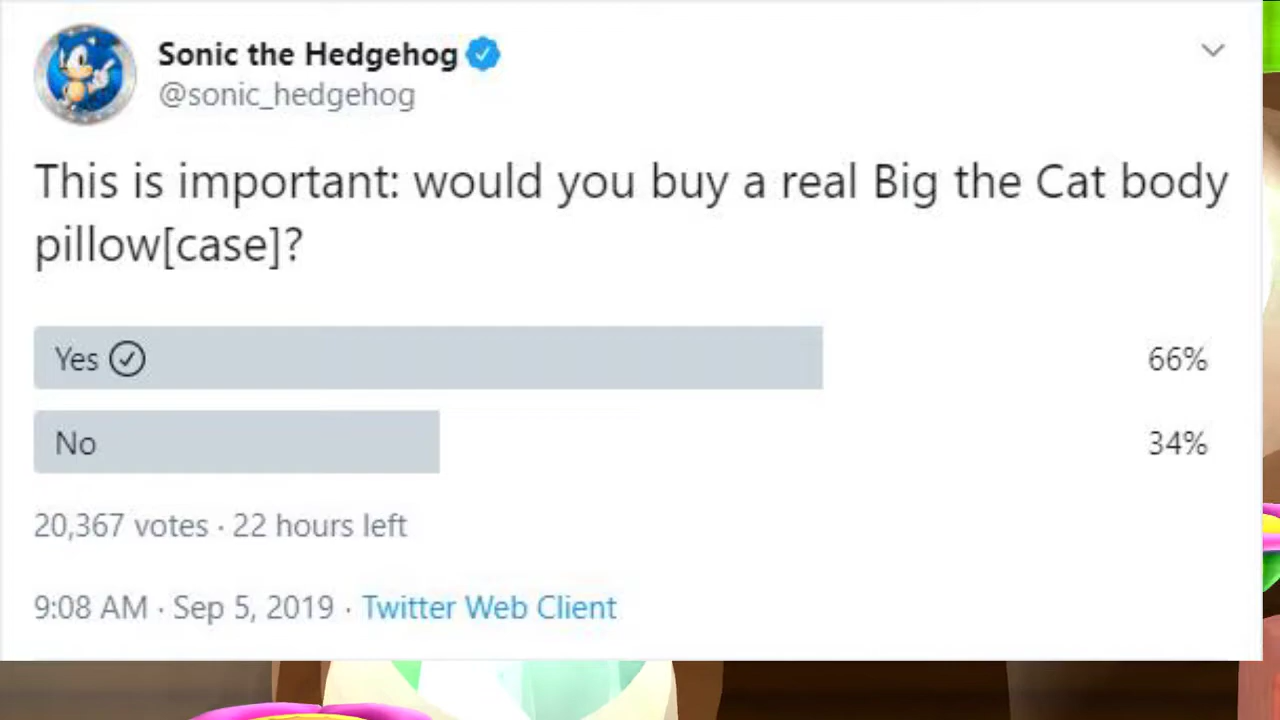 Sonic the Hedgehog
@sonic_hedgehog
This is important: would you buy a real Big the Cat body
pillow[case]?
Yes 66%
No 34%
20,367 votes · 22 hours left
9:08 AM · Sep 5, 2019 · Twitter Web Client